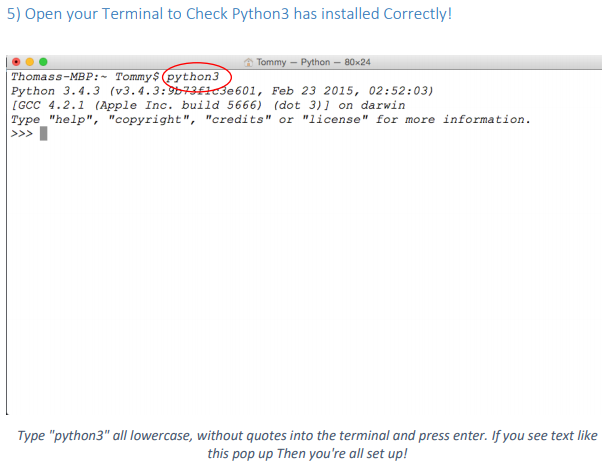 5) Open your Terminal to Check Python3 has installed Correctly!
Tommy — Python — 80×24
Thomass-MBP:~ Tommy$ python3
Python 3.4.3 (v3.4.3:9b73f1c3e601, Feb 23 2015, 02:52:03)
[GCC 4.2.1 (Apple Inc. build 5666) (dot 3)] on darwin
Type "help", "copyright", "credits" or "license" for more information.
>>>
Type "python3" all lowercase, without quotes into the terminal and press enter. If you see text like
this pop up Then you're all set up!